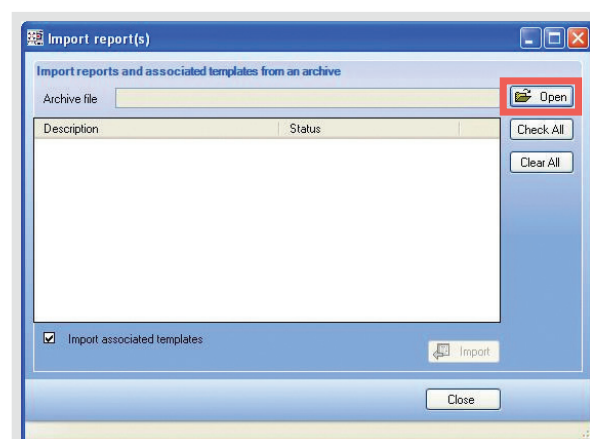 Import report(s)
Import reports and associated templates from an archive
Archive file
Open
Description Status
Check All
Clear All
Import associated templates
Import
Close